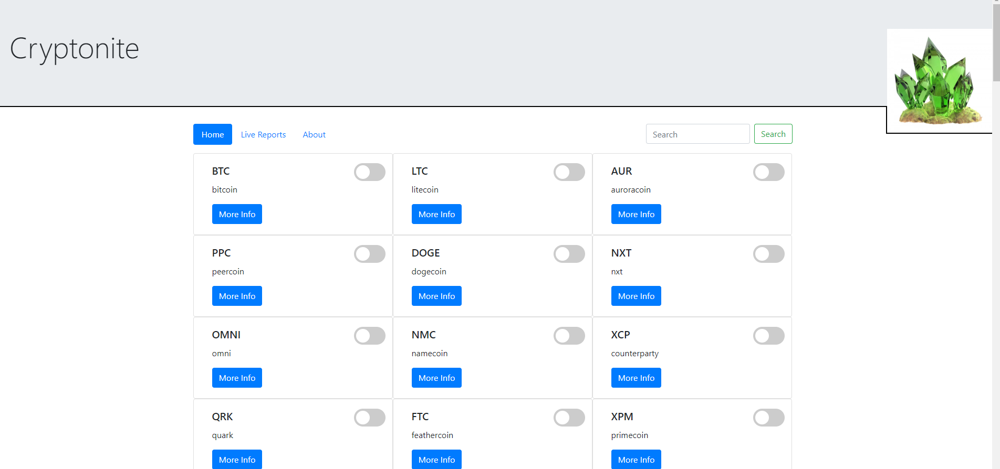 Cryptonite
Home Live Reports About Search Search
BTC LTC AUR
bitcoin litecoin auroracoin
More Info More Info More Info
PPC DOGE NXT
peercoin dogecoin nxt
More Info More Info More Info
OMNI NMC XCP
omni namecoin counterparty
More Info More Info More Info
QRK FTC XPM
quark feathercoin primecoin
More Info More Info More Info